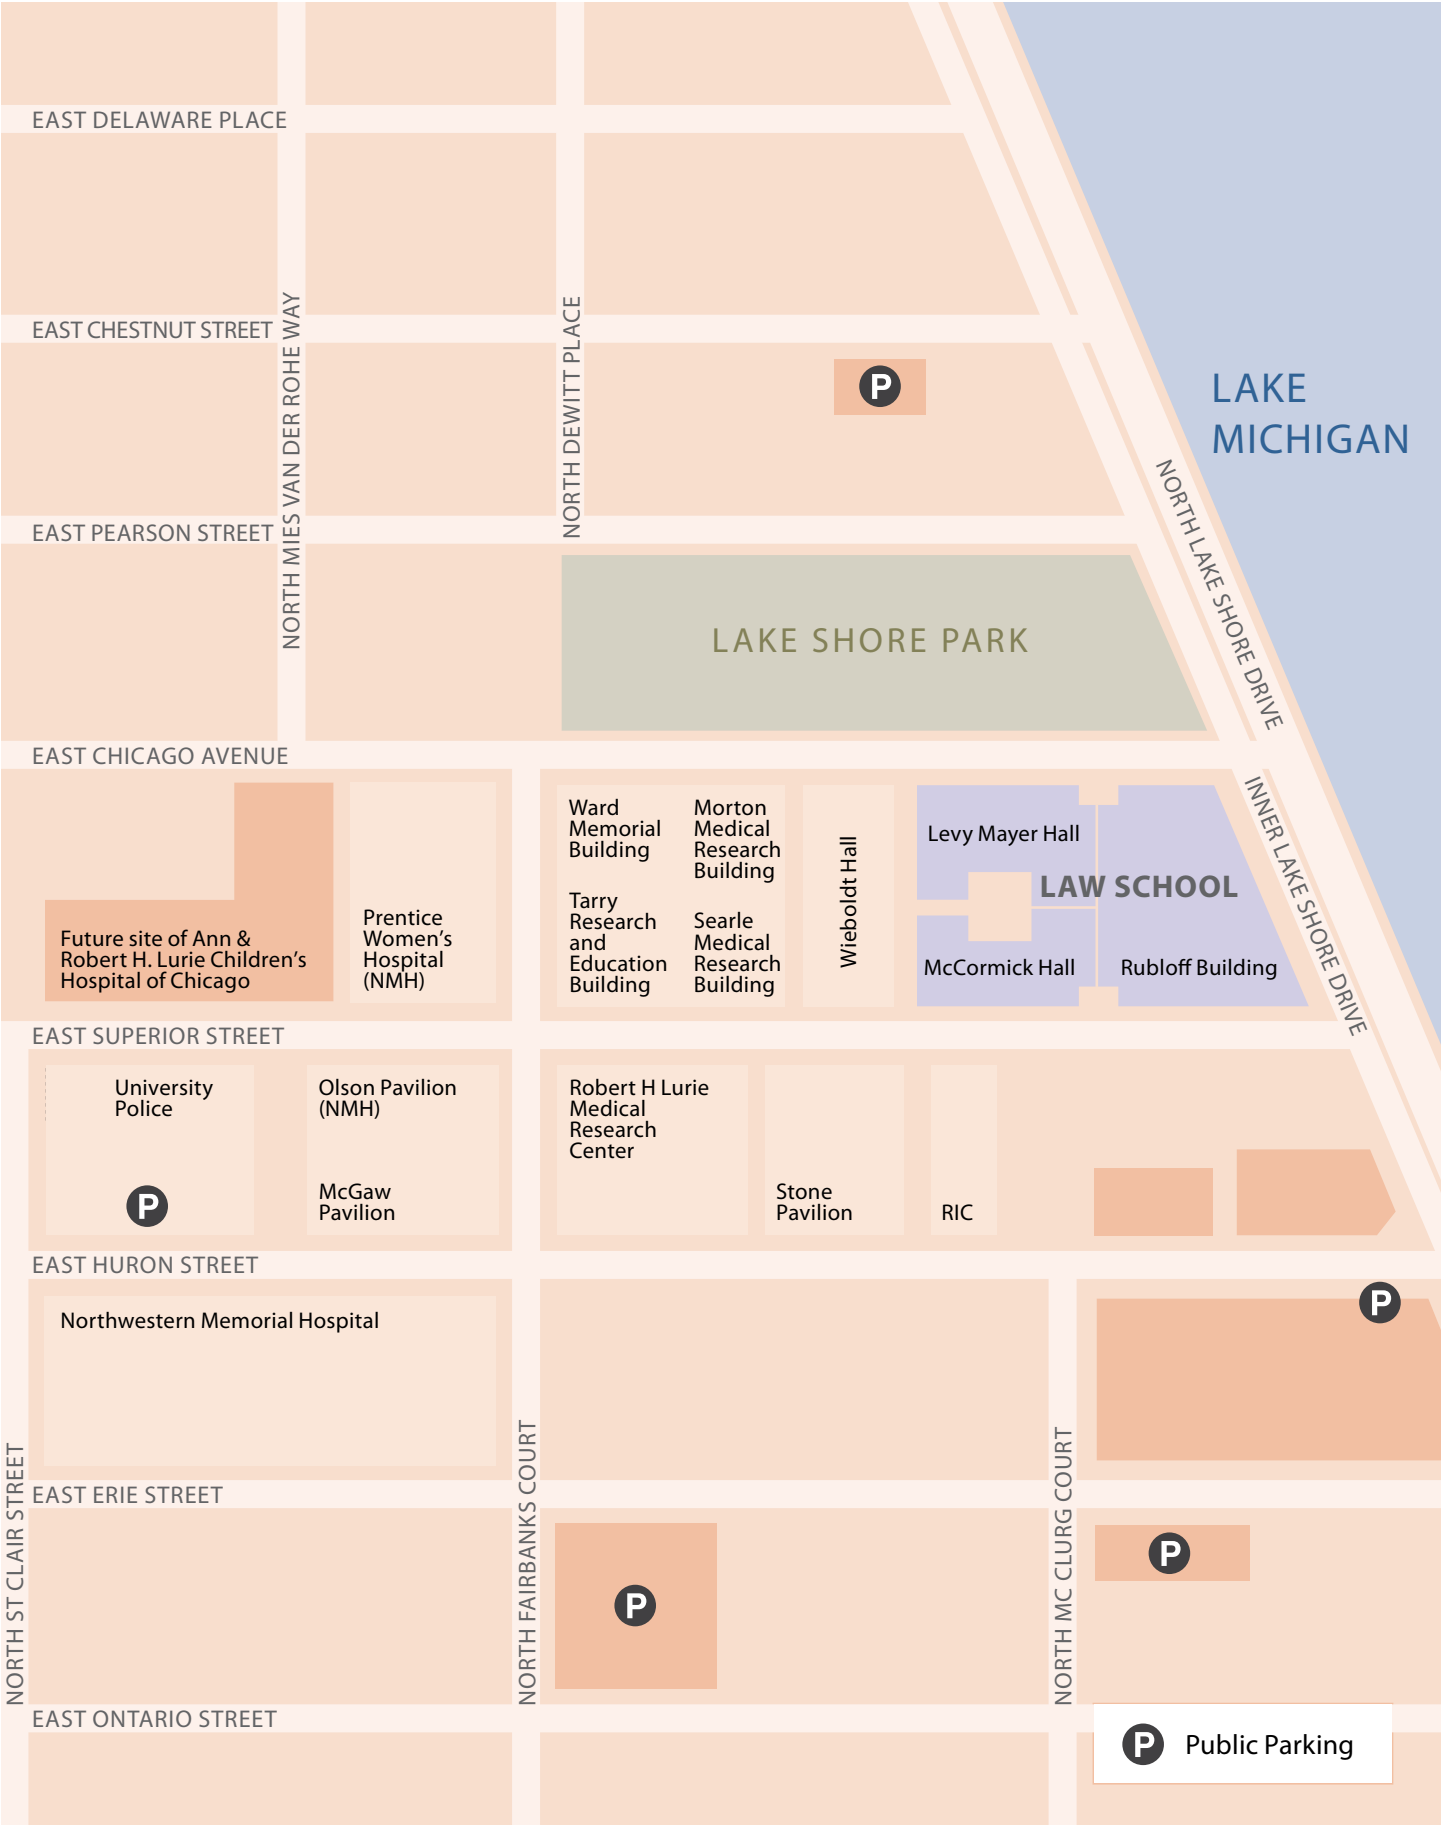 EAST DELAWARE PLACE
EAST CHESTNUT STREET
NORTH MIES VAN DER ROHE WAY
NORTH DEWITT PLACE
P
LAKE
MICHIGAN
EAST PEARSON STREET
NORTH LAKE SHORE DRIVE
LAKE SHORE PARK
EAST CHICAGO AVENUE
INNER LAKE SHORE DRIVE
Future site of Ann &
Robert H. Lurie Children's
Hospital of Chicago
Prentice
Women's
Hospital
(NMH)
Ward
Memorial
Building
Morton
Medical
Research
Building
Tarry
Research
and
Education
Building
Searle
Medical
Research
Building
Wieboldt Hall
Levy Mayer Hall
LAW SCHOOL
McCormick Hall
Rubloff Building
EAST SUPERIOR STREET
University
Police
P
Olson Pavilion
(NMH)
McGaw
Pavilion
Robert H Lurie
Medical
Research
Center
Stone
Pavilion
RIC
EAST HURON STREET
Northwestern Memorial Hospital
P
NORTH ST CLAIR STREET
NORTH FAIRBANKS COURT
NORTH MC CLURG COURT
EAST ERIE STREET
P
P
EAST ONTARIO STREET
P Public Parking